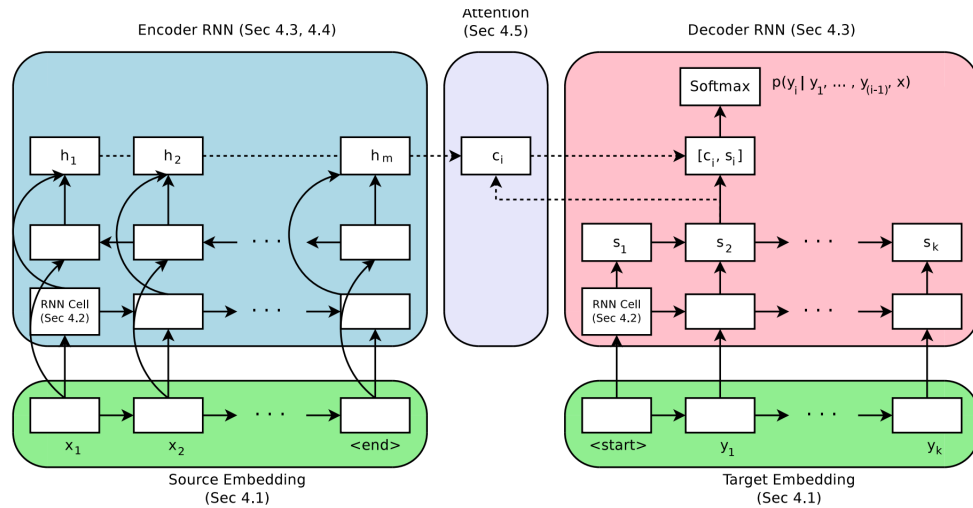 Encoder RNN (Sec 4.3, 4.4)
Attention
(Sec 4.5)
Decoder RNN (Sec 4.3)
Softmax
p(y_i | y_1, ... , y_(i-1), x)
h_1
h_2
h_m
c_i
[c_i, s_i]
s_1
s_2
. . .
s_k
. . .
RNN Cell
(Sec 4.2)
. . .
RNN Cell
(Sec 4.2)
. . .
. . .
. . .
x_1
x_2
<end>
<start>
y_1
y_k
Source Embedding
(Sec 4.1)
Target Embedding
(Sec 4.1)